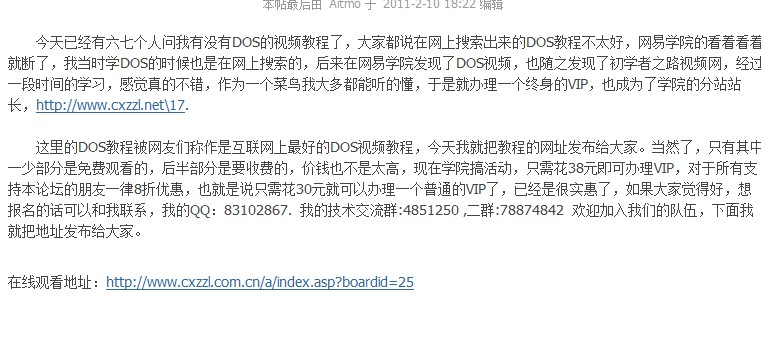 本帖最后由 Aitmo 于 2011-2-10 18:22 编辑
今天已经有六七个人问我有没有DOS的视频教程了，大家都说在网上搜索出来的DOS教程不太好，网易学院的看着看着
就断了，我当时学DOS的时候也是在网上搜索的，后来在网易学院发现了DOS视频，也随之发现了初学者之路视频网，经过
一段时间的学习，感觉真的不错，作为一个菜鸟我大多都能听的懂，于是就办理一个终身的VIP，也成为了学院的分站站
长，http://www.cxzzl.net\17.
这里的DOS教程被网友们称作是互联网上最好的DOS视频教程，今天我就把教程的网址发布给大家。当然了，只有其中
一少部分是免费观看的，后半部分是要收费的，价钱也不是太高，现在学院搞活动，只需花38元即可办理VIP，对于所有支
持本论坛的朋友一律8折优惠，也就是说只需花30元就可以办理一个普通的VIP了，已经是很实惠了，如果大家觉得好，想
报名的话可以和我联系，我的QQ：83102867. 我的技术交流群:4851250 ,二群:78874842 欢迎加入我们的队伍，下面我
就把地址发布给大家。
在线观看地址：http://www.cxzzl.com.cn/a/index.asp?boardid=25